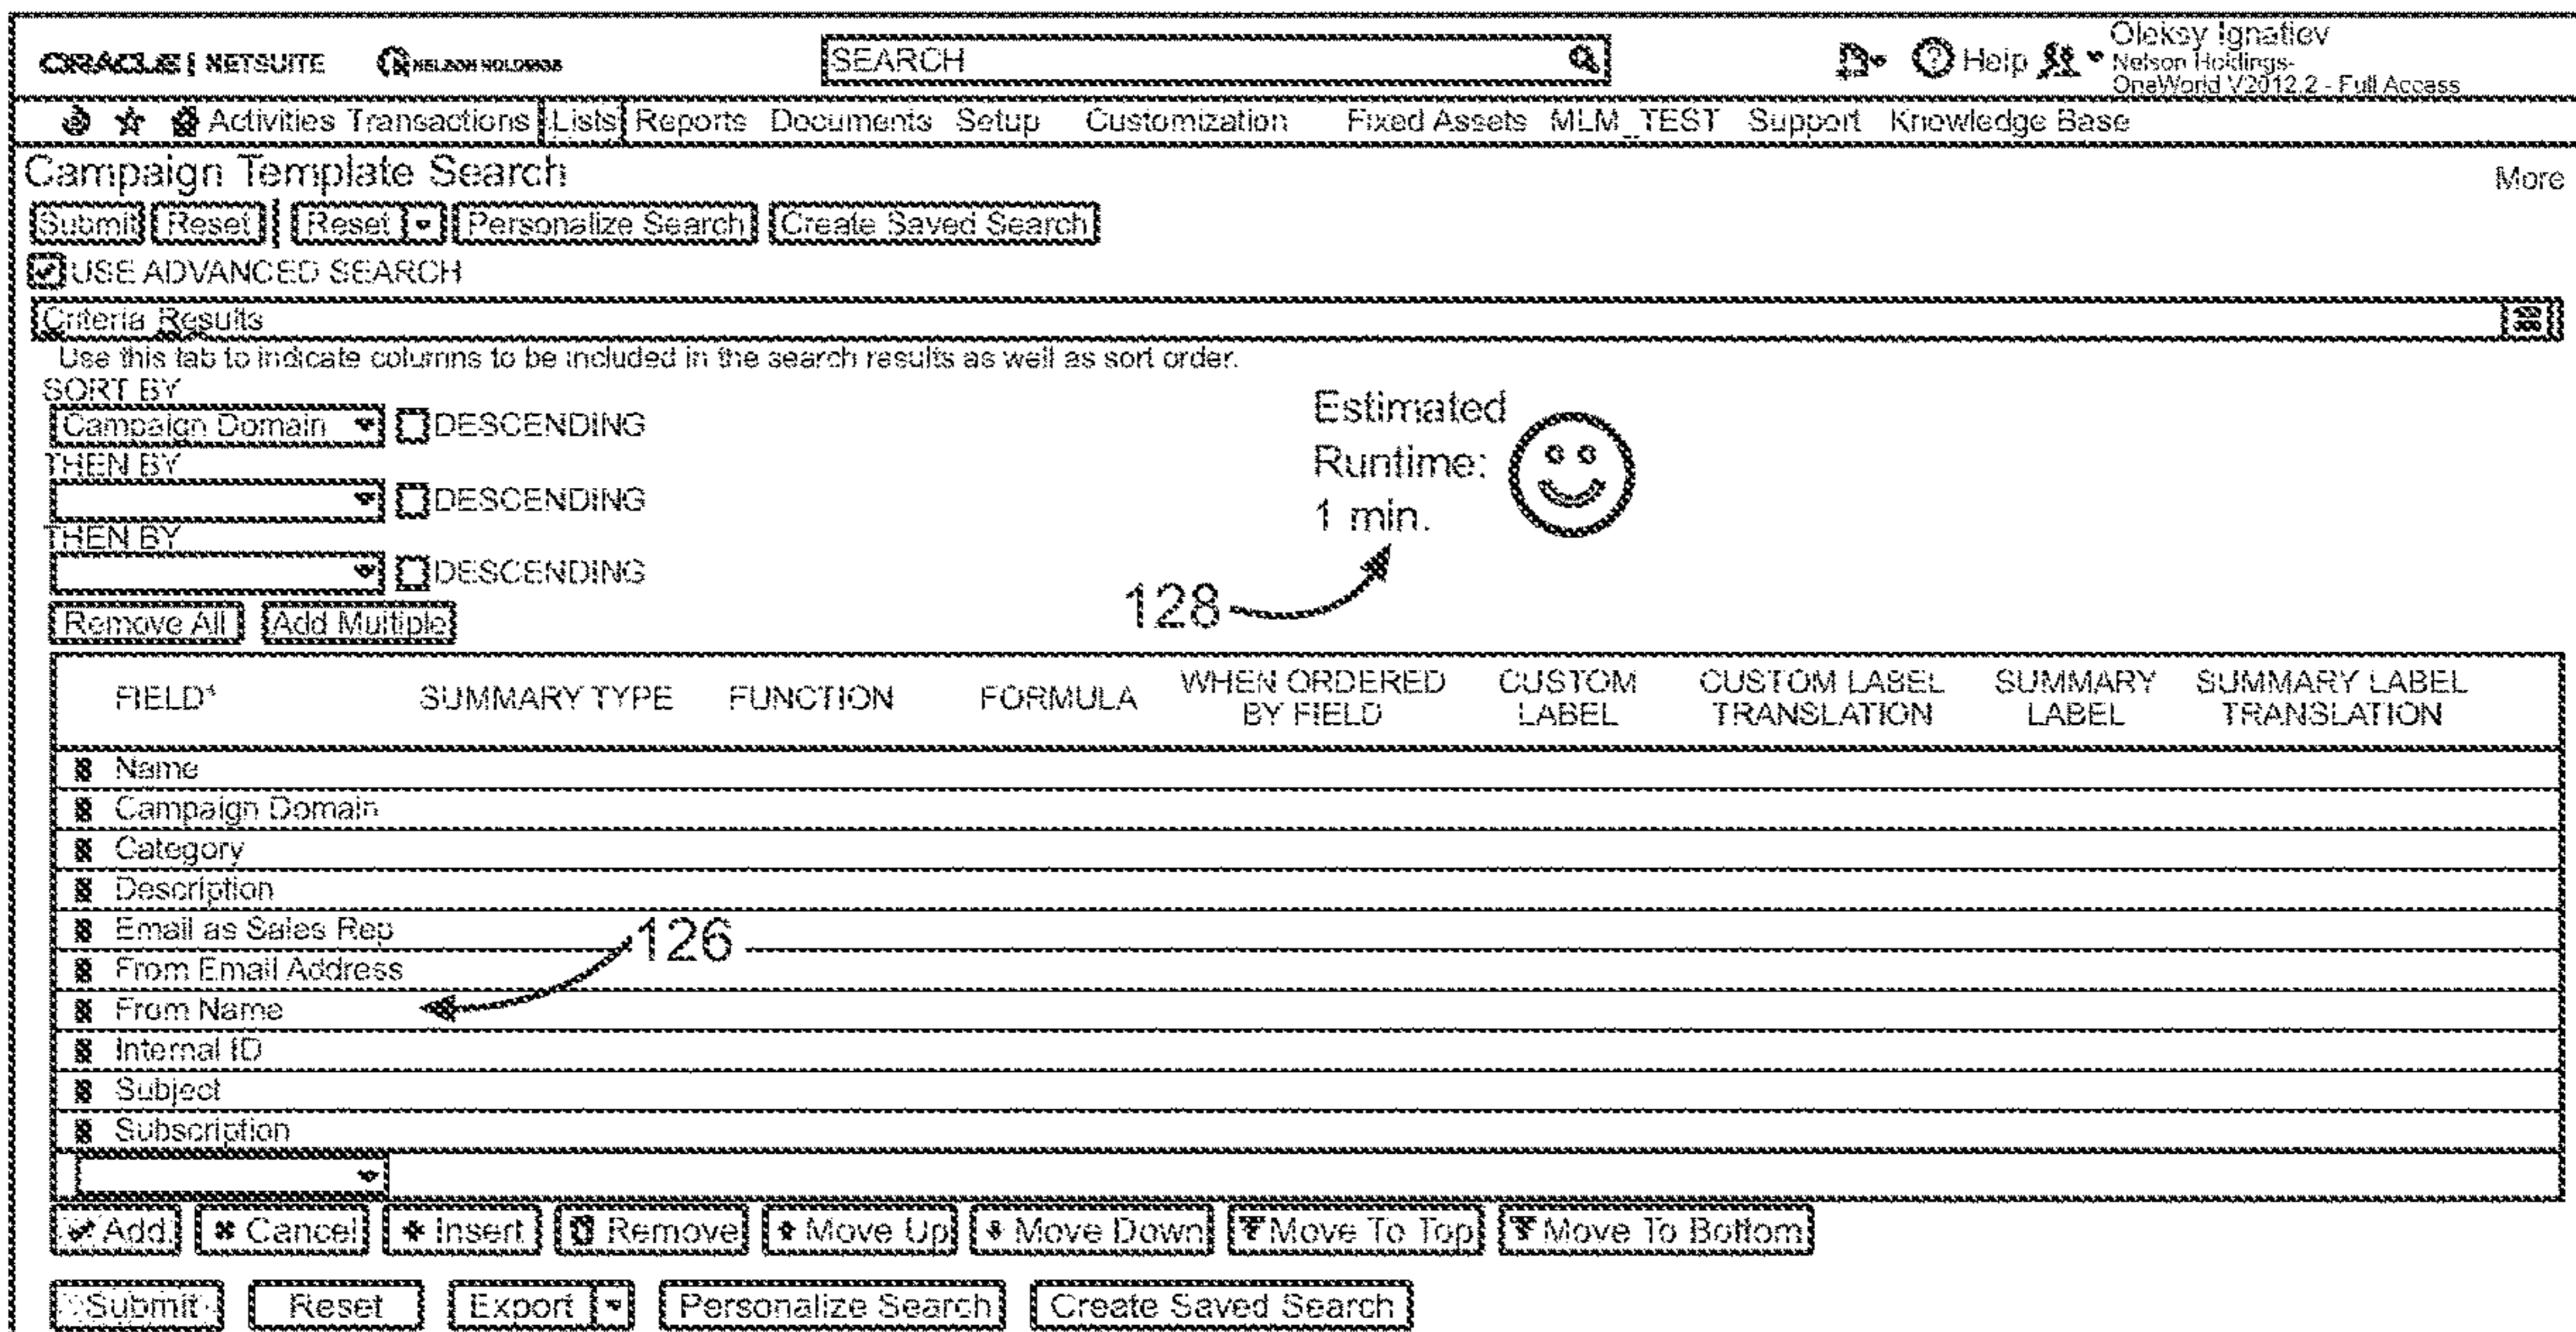 ORACLE | NETSUITE NELSON HOLDINGS SEARCH Help Oleksy Ignatiev
Nelson Holdings-
OneWorld V2012.2 - Full Access
Activities Transactions Lists Reports Documents Setup Customization Fixed Assets MLM_TEST Support Knowledge Base
Campaign Template Search More
Submit Reset Reset Personalize Search Create Saved Search
USE ADVANCED SEARCH
Criteria Results
Use this tab to indicate columns to be included in the search results as well as sort order.
SORT BY
Campaign Domain DESCENDING
THEN BY
DESCENDING
THEN BY
DESCENDING
Estimated
Runtime:
1 min.
128
Remove All Add Multiple
FIELD* SUMMARY TYPE FUNCTION FORMULA WHEN ORDERED BY FIELD CUSTOM LABEL CUSTOM LABEL TRANSLATION SUMMARY LABEL SUMMARY LABEL TRANSLATION
Name
Campaign Domain
Category
Description
Email as Sales Rep
126
From Email Address
From Name
Internal ID
Subject
Subscription
Add Cancel Insert Remove Move Up Move Down Move To Top Move To Bottom
Submit Reset Export Personalize Search Create Saved Search